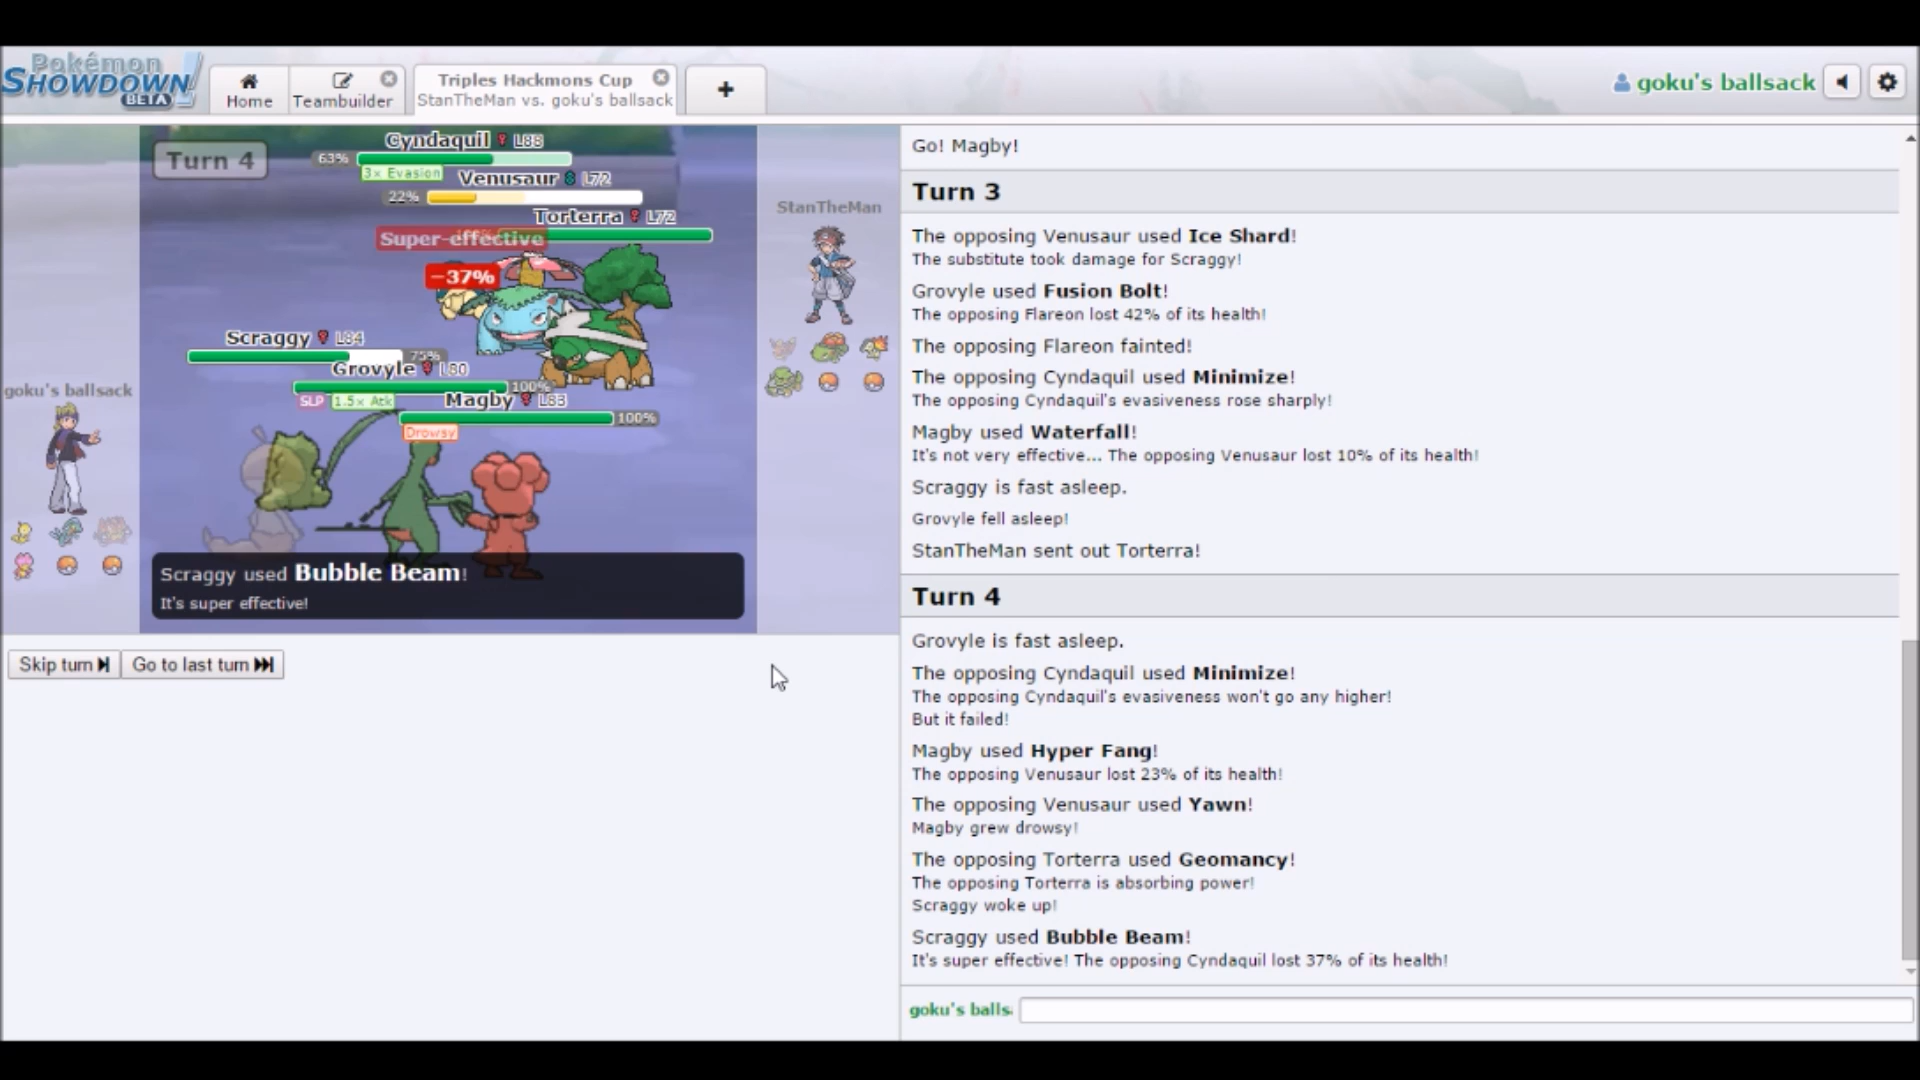 Pokémon
SHOWDOWN!
BETA
Home
Teambuilder
Triples Hackmons Cup
StanTheMan vs. goku's ballsack
+
goku's ballsack
Turn 4
Cyndaquil L88
63%
3× Evasion
Venusaur L72
22%
Torterra L72
Super-effective
−37%
StanTheMan
Scraggy L84
75%
Grovyle L80
100%
SLP 1.5× Atk
Magby L83
100%
Drowsy
goku's ballsack
Scraggy used Bubble Beam!
It's super effective!
Skip turn
Go to last turn
Go! Magby!
Turn 3
The opposing Venusaur used Ice Shard!
The substitute took damage for Scraggy!
Grovyle used Fusion Bolt!
The opposing Flareon lost 42% of its health!
The opposing Flareon fainted!
The opposing Cyndaquil used Minimize!
The opposing Cyndaquil's evasiveness rose sharply!
Magby used Waterfall!
It's not very effective... The opposing Venusaur lost 10% of its health!
Scraggy is fast asleep.
Grovyle fell asleep!
StanTheMan sent out Torterra!
Turn 4
Grovyle is fast asleep.
The opposing Cyndaquil used Minimize!
The opposing Cyndaquil's evasiveness won't go any higher!
But it failed!
Magby used Hyper Fang!
The opposing Venusaur lost 23% of its health!
The opposing Venusaur used Yawn!
Magby grew drowsy!
The opposing Torterra used Geomancy!
The opposing Torterra is absorbing power!
Scraggy woke up!
Scraggy used Bubble Beam!
It's super effective! The opposing Cyndaquil lost 37% of its health!
goku's balls